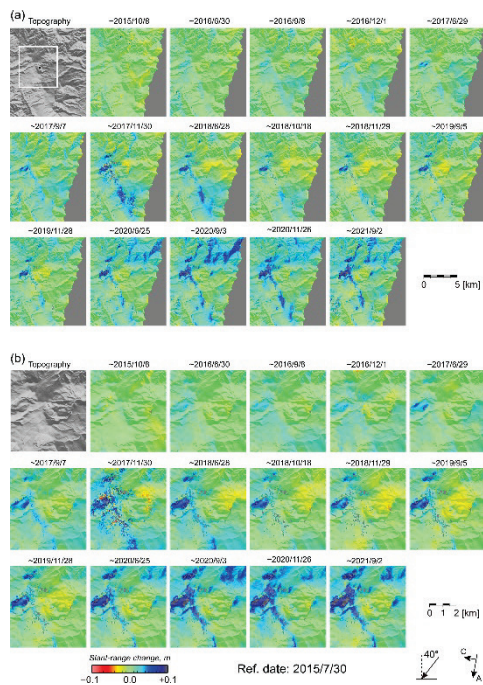 (a)
Topography ~2015/10/8 ~2016/6/30 ~2016/9/8 ~2016/12/1 ~2017/6/29
~2017/9/7 ~2017/11/30 ~2018/6/28 ~2018/10/18 ~2018/11/29 ~2019/9/5
~2019/11/28 ~2020/6/25 ~2020/9/3 ~2020/11/26 ~2021/9/2
0 5 [km]
(b)
Topography ~2015/10/8 ~2016/6/30 ~2016/9/8 ~2016/12/1 ~2017/6/29
~2017/9/7 ~2017/11/30 ~2018/6/28 ~2018/10/18 ~2018/11/29 ~2019/9/5
~2019/11/28 ~2020/6/25 ~2020/9/3 ~2020/11/26 ~2021/9/2
0 1 2 [km]
Slant-range change, m
−0.1 +0.1
Ref. date: 2015/7/30
40°
A